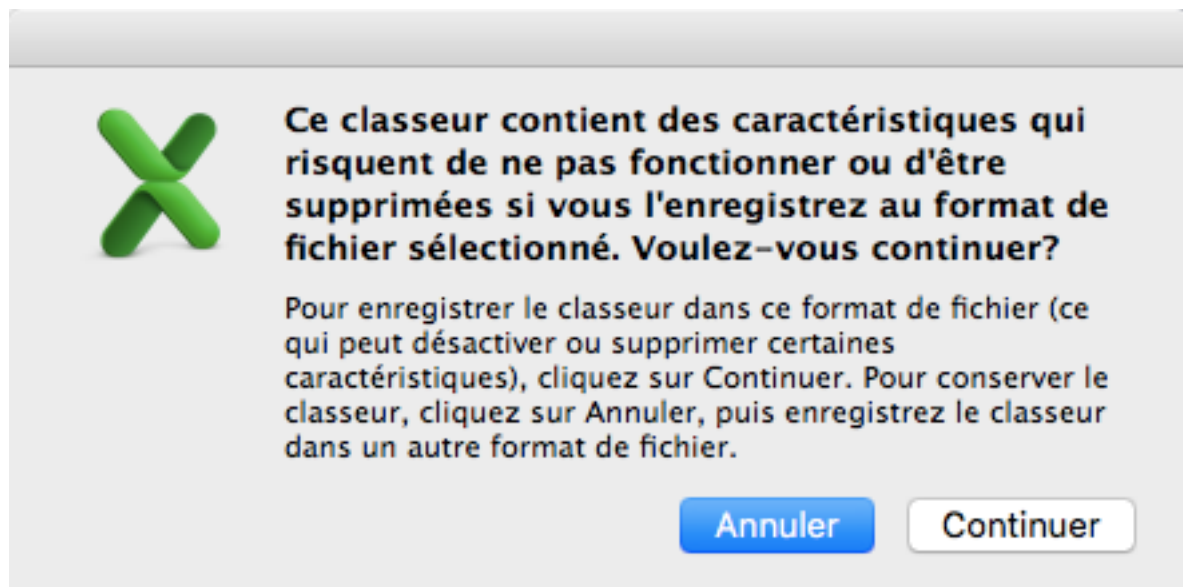 Ce classeur contient des caractéristiques qui
risquent de ne pas fonctionner ou d'être
supprimées si vous l'enregistrez au format de
fichier sélectionné. Voulez-vous continuer?
Pour enregistrer le classeur dans ce format de fichier (ce
qui peut désactiver ou supprimer certaines
caractéristiques), cliquez sur Continuer. Pour conserver le
classeur, cliquez sur Annuler, puis enregistrez le classeur
dans un autre format de fichier.
Annuler Continuer